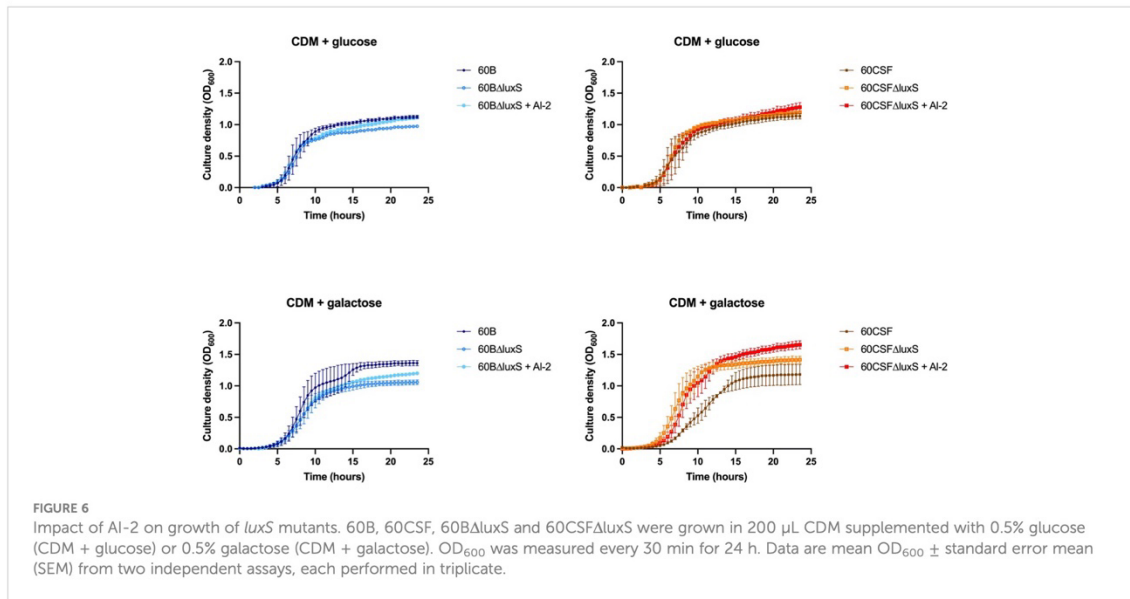 CDM + glucose
2.0
1.5
1.0
0.5
0.0
0
5
10
15
20
25
Culture density (OD600)
Time (hours)
60B
60BΔluxS
60BΔluxS + AI-2
CDM + glucose
2.0
1.5
1.0
0.5
0.0
0
5
10
15
20
25
Culture density (OD600)
Time (hours)
60CSF
60CSFΔluxS
60CSFΔluxS + AI-2
CDM + galactose
2.0
1.5
1.0
0.5
0.0
0
5
10
15
20
25
Culture density (OD600)
Time (hours)
60B
60BΔluxS
60BΔluxS + AI-2
CDM + galactose
2.0
1.5
1.0
0.5
0.0
0
5
10
15
20
25
Culture density (OD600)
Time (hours)
60CSF
60CSFΔluxS
60CSFΔluxS + AI-2
FIGURE 6
Impact of AI-2 on growth of luxS mutants. 60B, 60CSF, 60BΔluxS and 60CSFΔluxS were grown in 200 μL CDM supplemented with 0.5% glucose
(CDM + glucose) or 0.5% galactose (CDM + galactose). OD600 was measured every 30 min for 24 h. Data are mean OD600 ± standard error mean
(SEM) from two independent assays, each performed in triplicate.